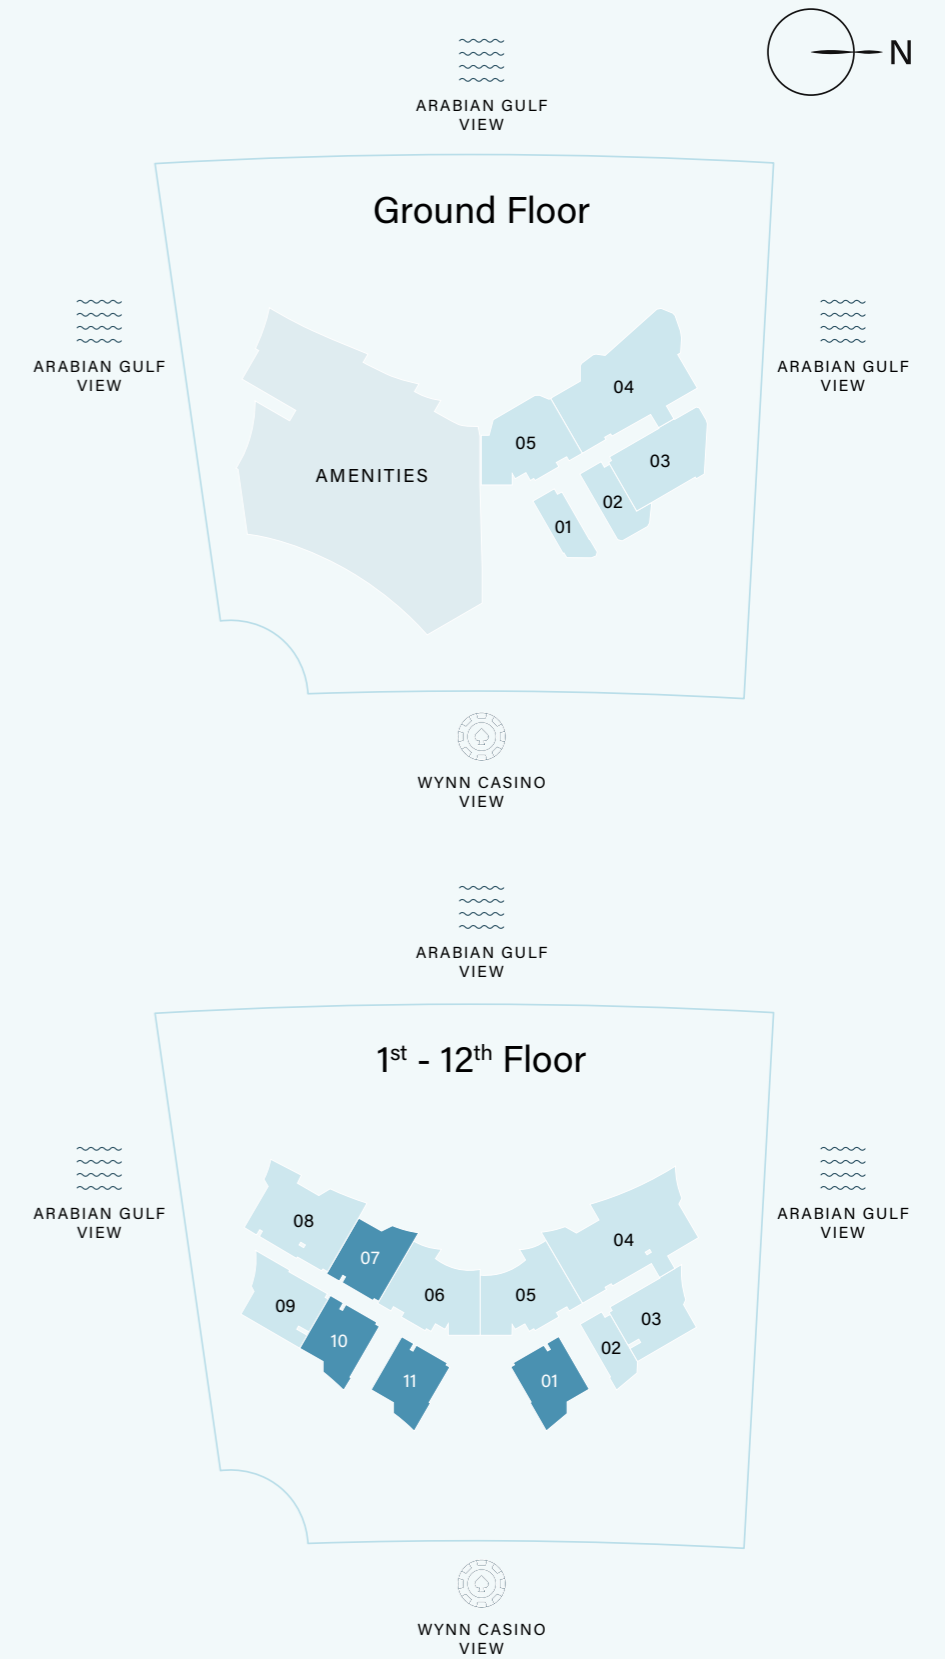 N
ARABIAN GULF
VIEW
Ground Floor
ARABIAN GULF
VIEW
ARABIAN GULF
VIEW
04
05
03
AMENITIES
02
01
WYNN CASINO
VIEW
ARABIAN GULF
VIEW
1st - 12th Floor
ARABIAN GULF
VIEW
ARABIAN GULF
VIEW
08
04
07
09
06
05
03
10
02
11
01
WYNN CASINO
VIEW